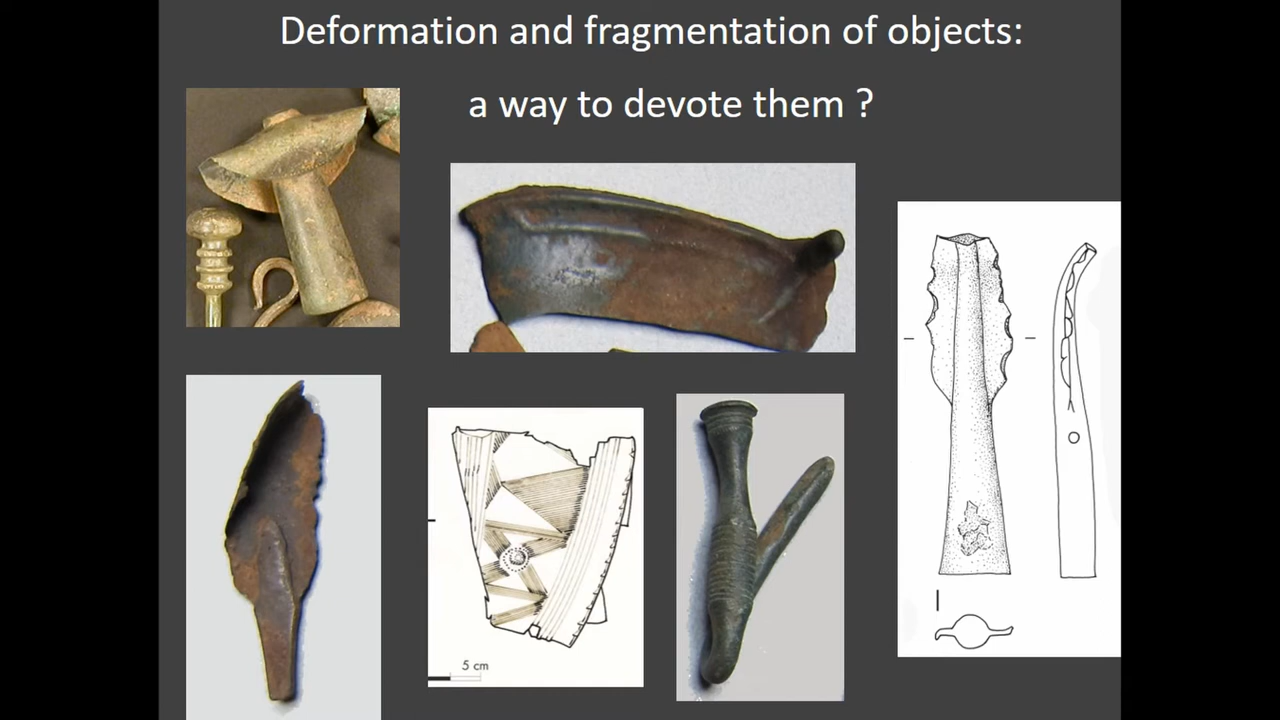 Deformation and fragmentation of objects:
a way to devote them ?
5 cm